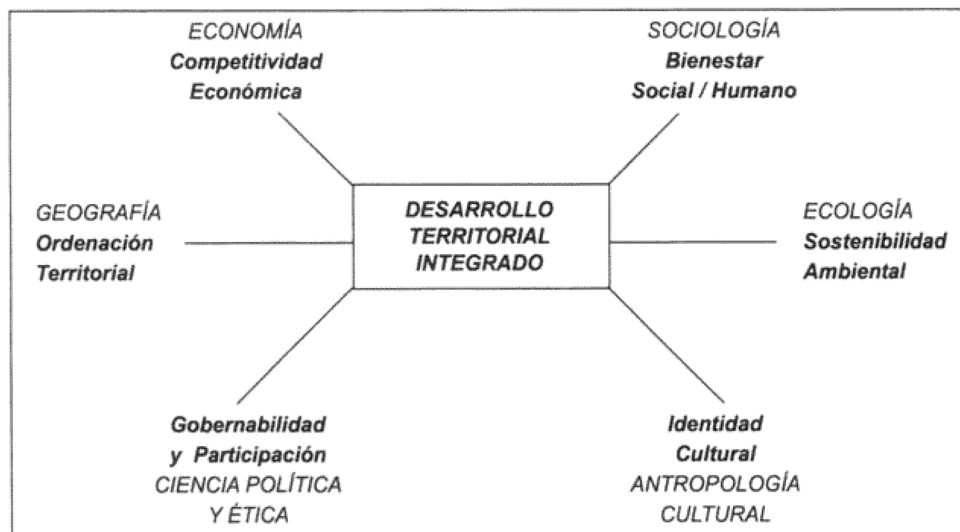 ECONOMÍA
Competitividad
Económica
SOCIOLOGÍA
Bienestar
Social / Humano
GEOGRAFÍA
Ordenación
Territorial
DESARROLLO
TERRITORIAL
INTEGRADO
ECOLOGÍA
Sostenibilidad
Ambiental
Gobernabilidad
y Participación
CIENCIA POLÍTICA
Y ÉTICA
Identidad
Cultural
ANTROPOLOGÍA
CULTURAL